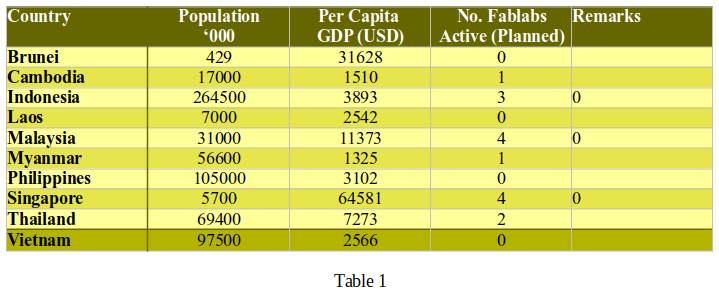 Country Population ‘000 Per Capita GDP (USD) No. Fablabs Active (Planned) Remarks
Brunei 429 31628 0
Cambodia 17000 1510 1
Indonesia 264500 3893 3 0
Laos 7000 2542 0
Malaysia 31000 11373 4 0
Myanmar 56600 1325 1
Philippines 105000 3102 0
Singapore 5700 64581 4 0
Thailand 69400 7273 2
Vietnam 97500 2566 0
Table 1